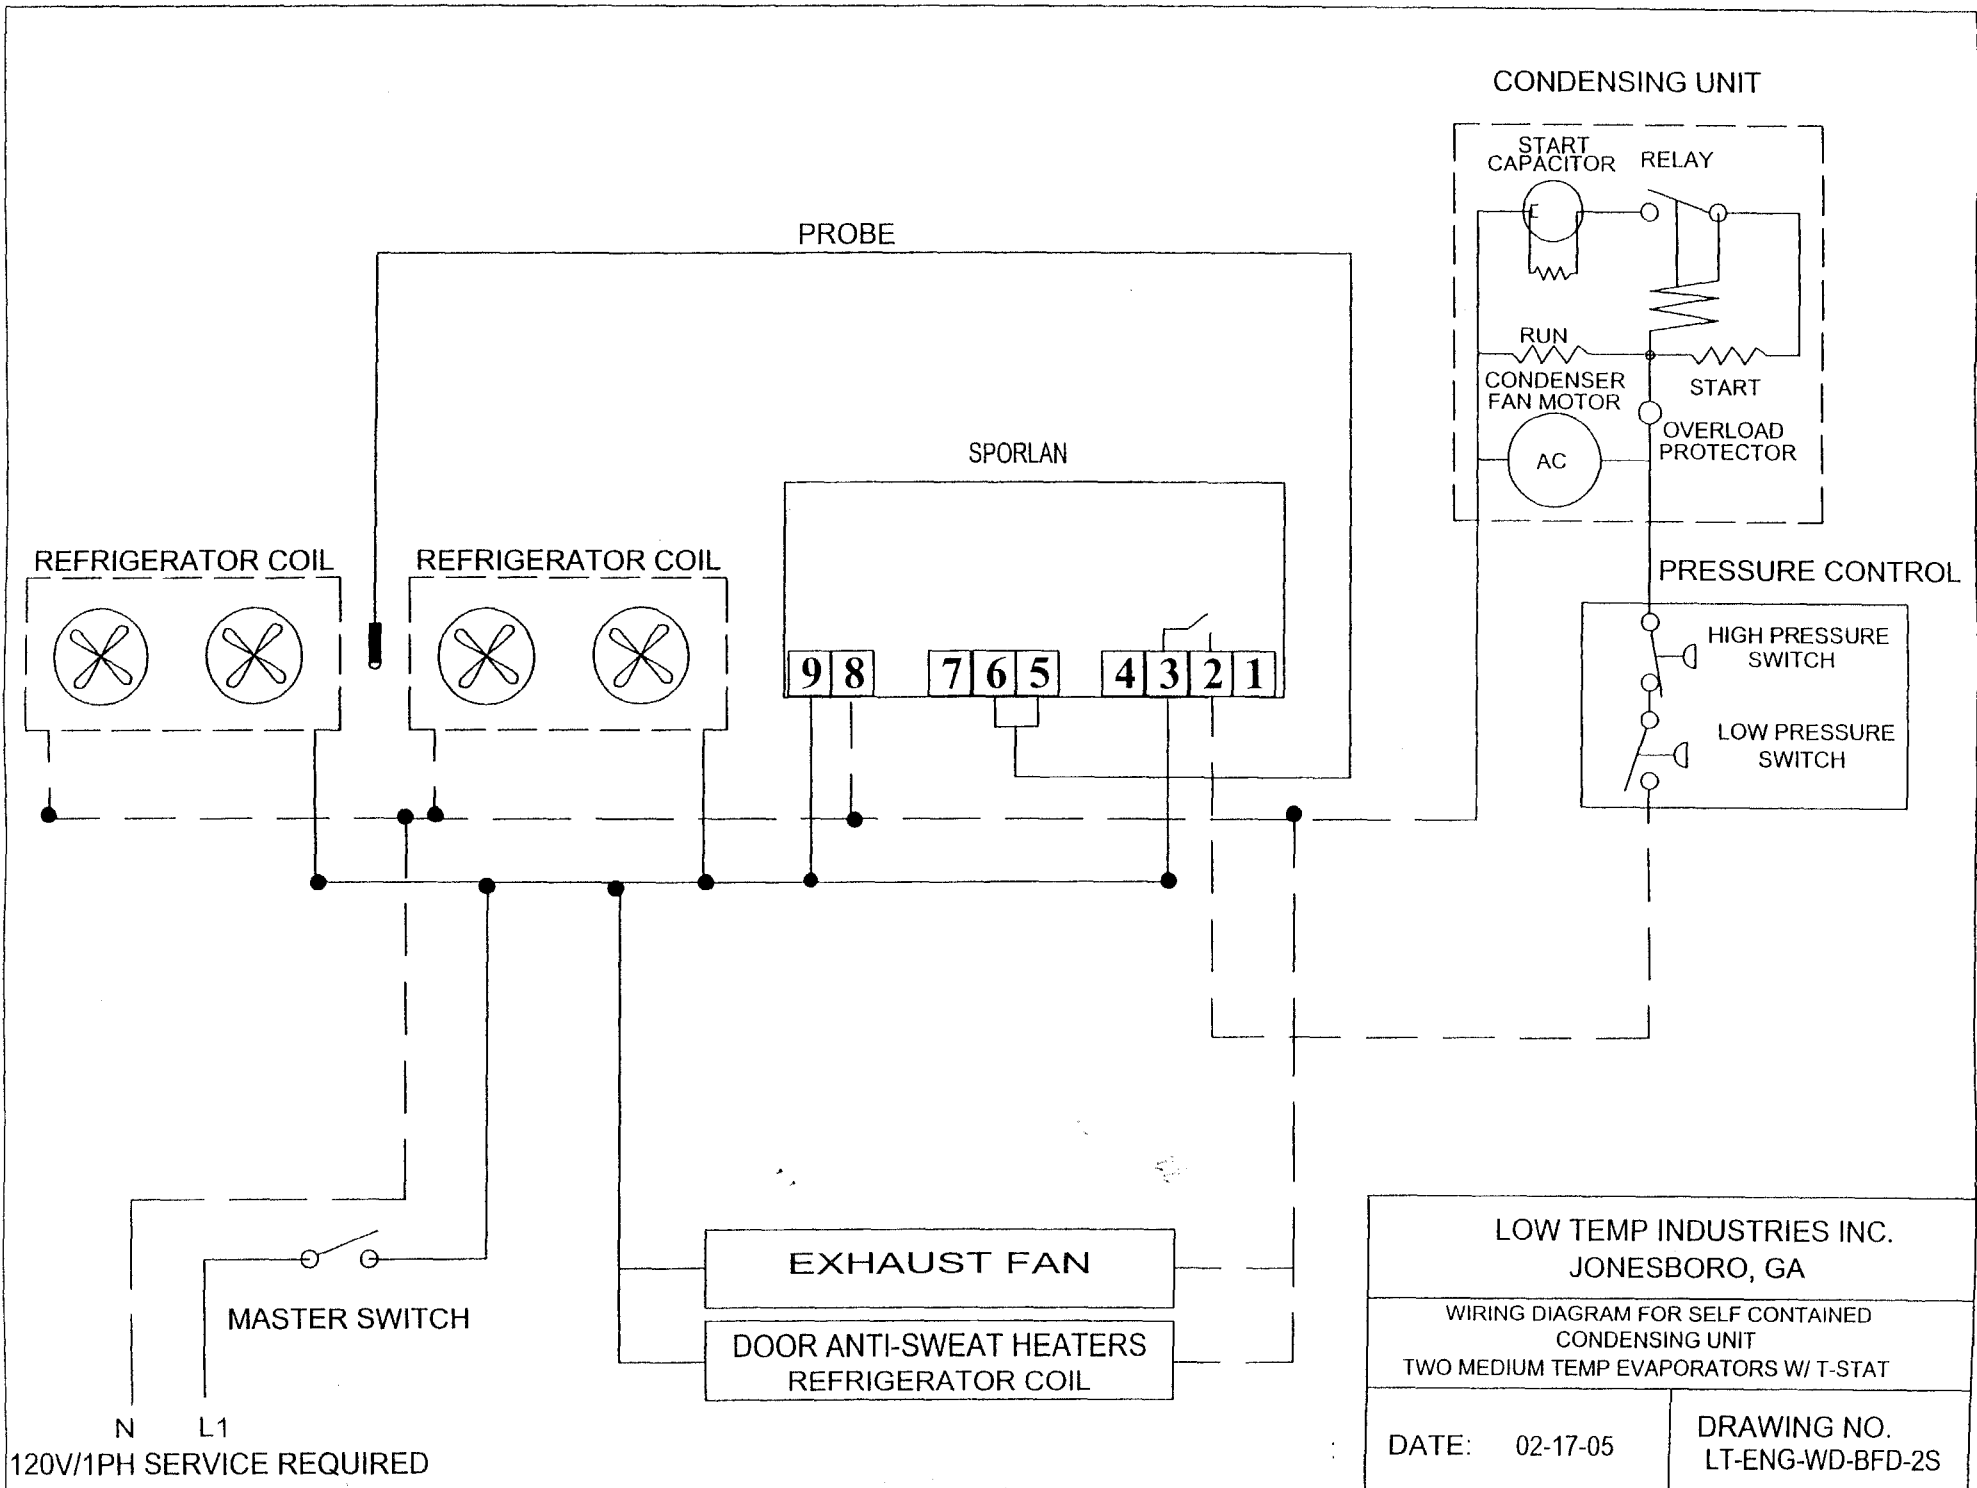 CONDENSING UNIT
START
CAPACITOR
RELAY
PROBE
RUN
CONDENSER
FAN MOTOR
START
OVERLOAD
PROTECTOR
AC
SPORLAN
REFRIGERATOR COIL
REFRIGERATOR COIL
PRESSURE CONTROL
HIGH PRESSURE
SWITCH
9 8 7 6 5 4 3 2 1
LOW PRESSURE
SWITCH
EXHAUST FAN
MASTER SWITCH
DOOR ANTI-SWEAT HEATERS
REFRIGERATOR COIL
N L1
120V/1PH SERVICE REQUIRED
LOW TEMP INDUSTRIES INC.
JONESBORO, GA
WIRING DIAGRAM FOR SELF CONTAINED
CONDENSING UNIT
TWO MEDIUM TEMP EVAPORATORS W/ T-STAT
DATE: 02-17-05
DRAWING NO.
LT-ENG-WD-BFD-2S